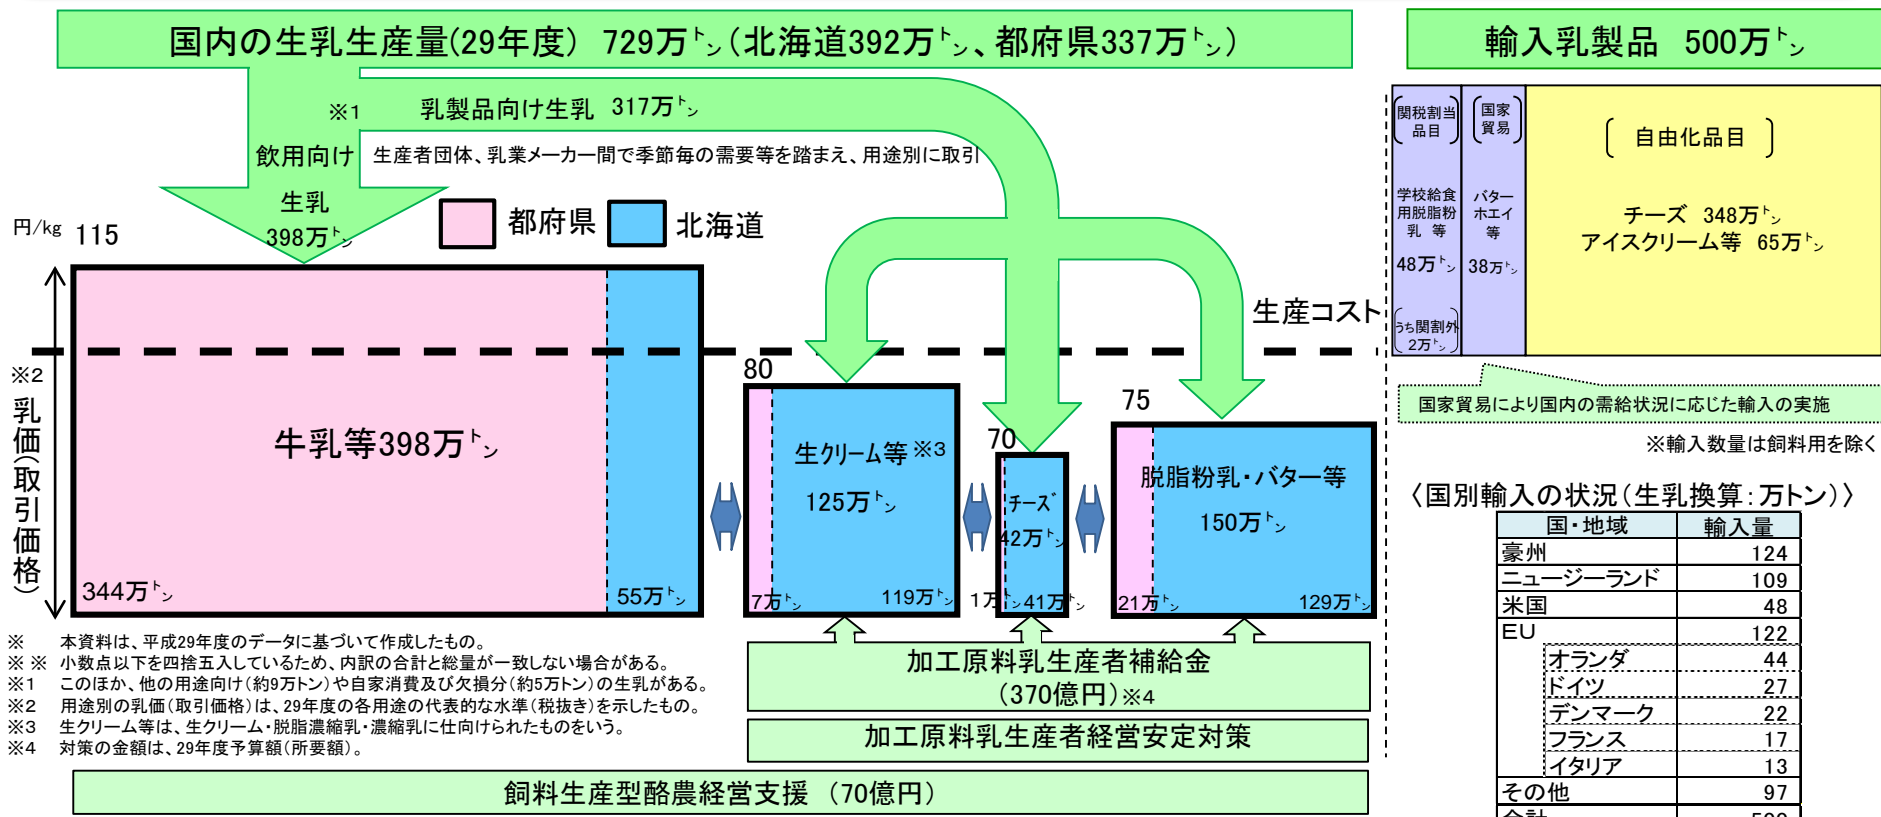 国内の生乳生産量(29年度) 729万㌧(北海道392万㌧、都府県337万㌧)
輸入乳製品 500万㌧
※1 乳製品向け生乳 317万㌧
生産者団体、乳業メーカー間で季節毎の需要等を踏まえ、用途別に取引
飲用向け
生乳
398万㌧
都府県
北海道
円/kg 115
※2
乳価(取引価格)
生産コスト
牛乳等398万㌧
344万㌧
55万㌧
80
生クリーム等※3
125万㌧
7万㌧
119万㌧
70
チーズ
42万㌧
1万㌧
41万㌧
75
脱脂粉乳・バター等
150万㌧
21万㌧
129万㌧
加工原料乳生産者補給金
(370億円)※4
加工原料乳生産者経営安定対策
飼料生産型酪農経営支援 (70億円)
※ 本資料は、平成29年度のデータに基づいて作成したもの。
※ ※ 小数点以下を四捨五入しているため、内訳の合計と総量が一致しない場合がある。
※1 このほか、他の用途向け(約9万トン)や自家消費及び欠損分(約5万トン)の生乳がある。
※2 用途別の乳価(取引価格)は、29年度の各用途の代表的な水準(税抜き)を示したもの。
※3 生クリーム等は、生クリーム・脱脂濃縮乳・濃縮乳に仕向けられたものをいう。
※4 対策の金額は、29年度予算額(所要額)。
関税割当
品目
学校給食
用脱脂粉
乳 等
48万㌧
うち関割外
2万㌧
国家
貿易
バター
ホエイ
等
38万㌧
自由化品目
チーズ 348万㌧
アイスクリーム等 65万㌧
国家貿易により国内の需給状況に応じた輸入の実施
※輸入数量は飼料用を除く
〈国別輸入の状況(生乳換算:万トン)〉
国・地域 輸入量
豪州 124
ニュージーランド 109
米国 48
EU 122
オランダ 44
ドイツ 27
デンマーク 22
フランス 17
イタリア 13
その他 97